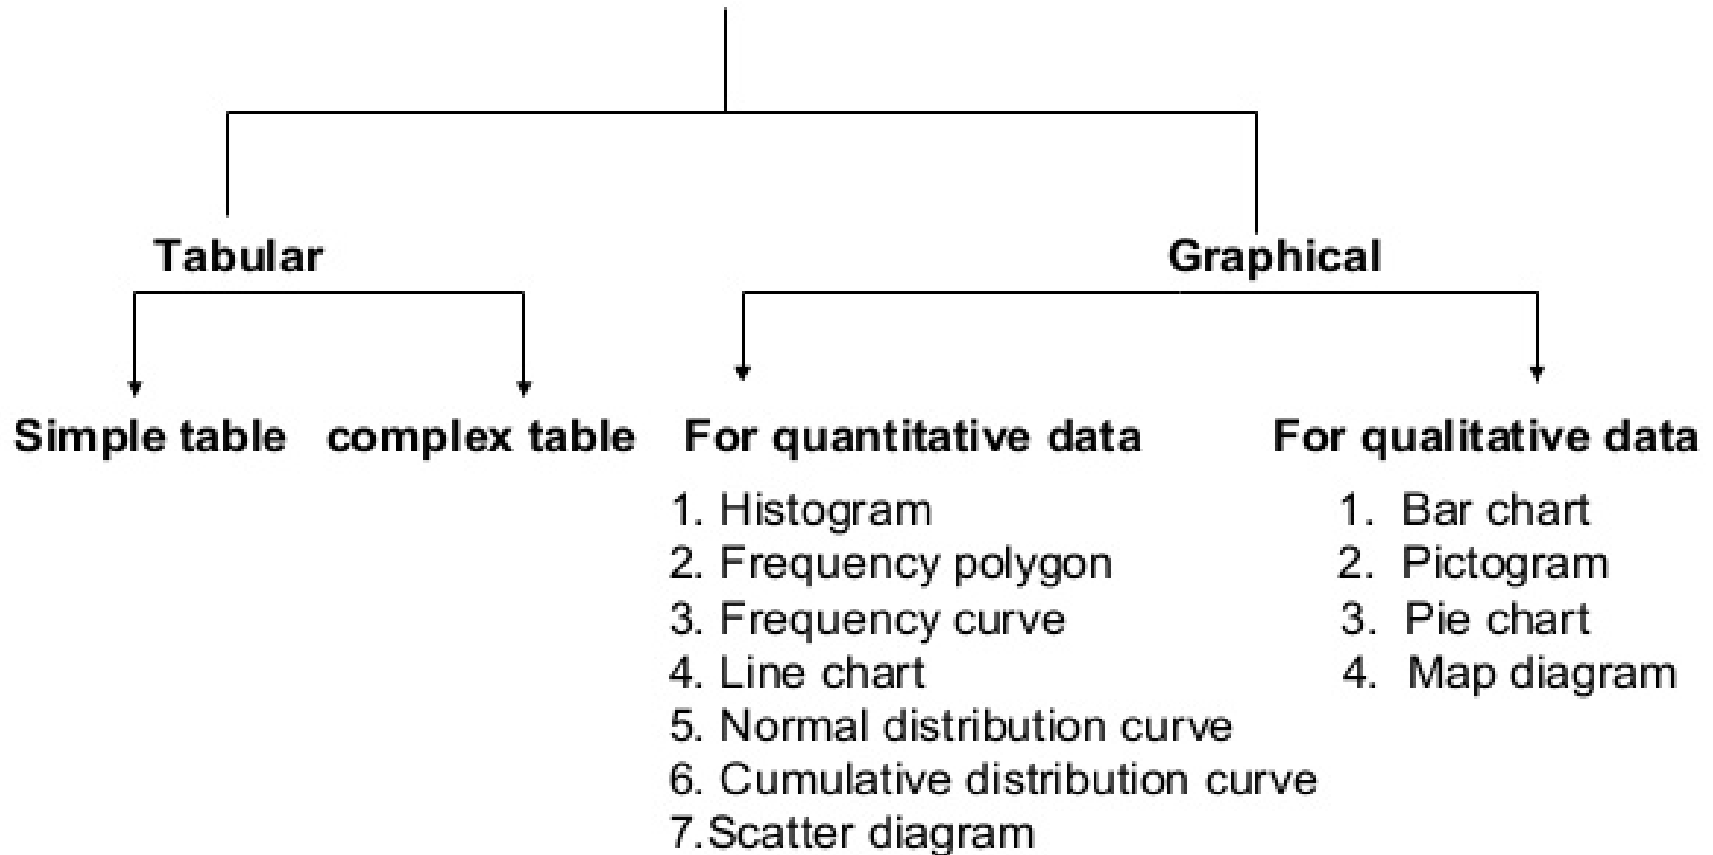 Tabular
Graphical
Simple table
complex table
For quantitative data
1. Histogram
2. Frequency polygon
3. Frequency curve
4. Line chart
5. Normal distribution curve
6. Cumulative distribution curve
7.Scatter diagram
For qualitative data
1. Bar chart
2. Pictogram
3. Pie chart
4. Map diagram